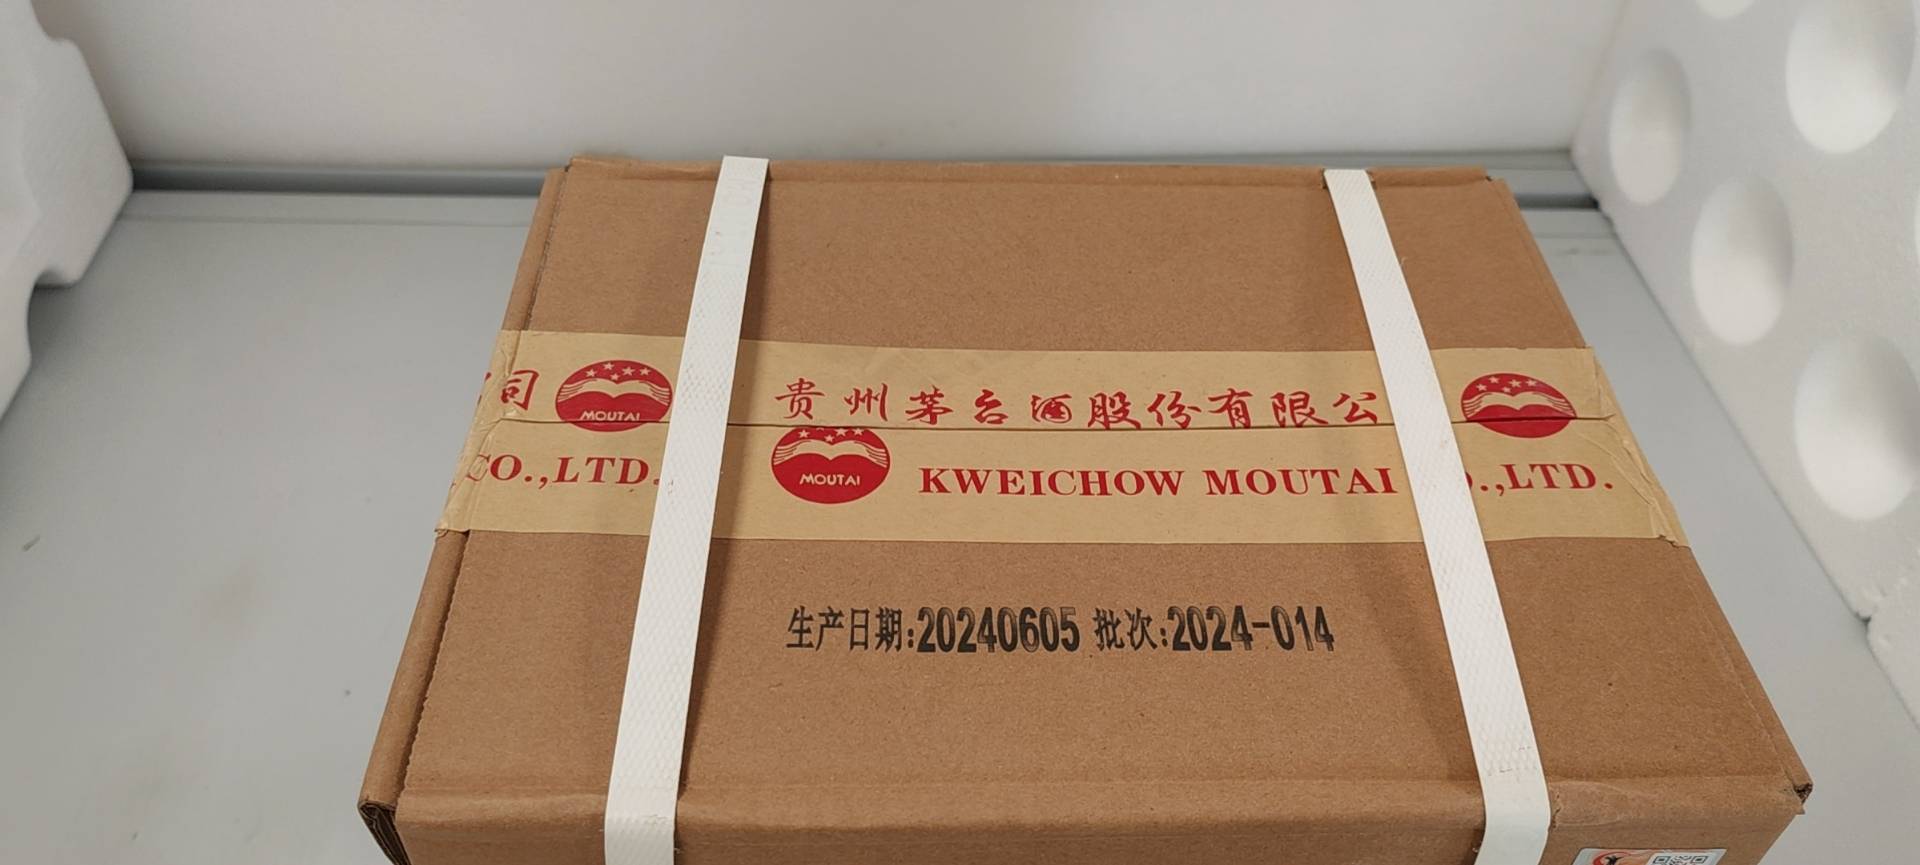 司 MOUTAI 贵州茅台酒股份有限公
CO.,LTD. MOUTAI KWEICHOW MOUTAI .,LTD.
生产日期:20240605 批次:2024-014